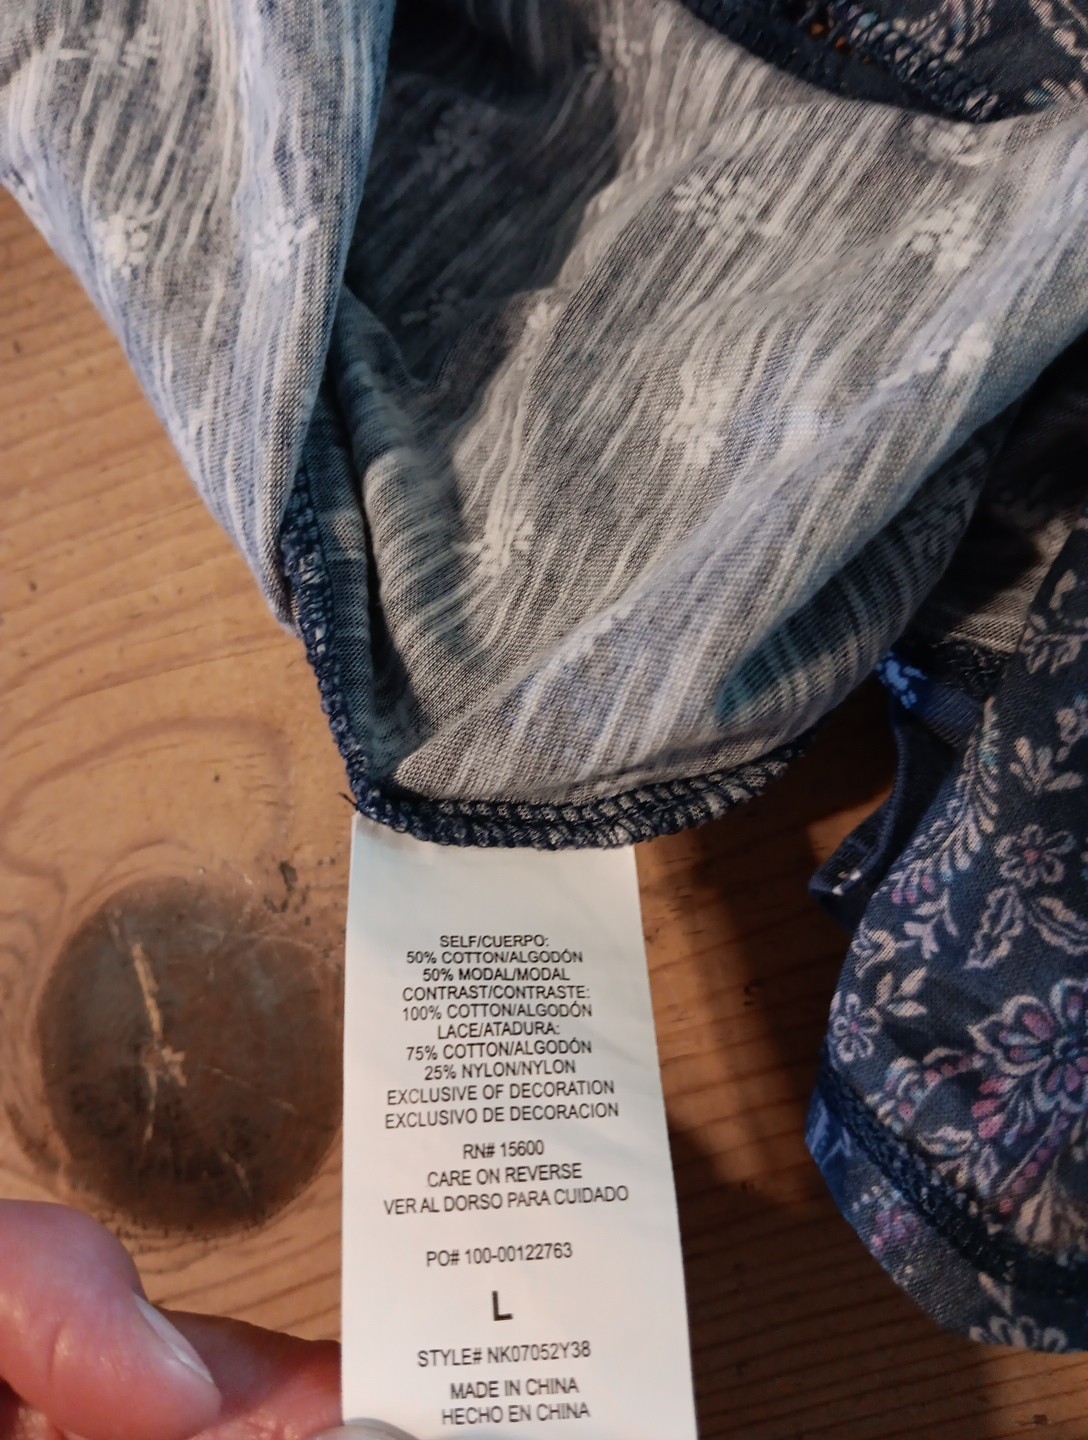 SELF/CUERPO:
50% COTTON/ALGODÓN
50% MODAL/MODAL
CONTRAST/CONTRASTE:
100% COTTON/ALGODÓN
LACE/ATADURA:
75% COTTON/ALGODÓN
25% NYLON/NYLON
EXCLUSIVE OF DECORATION
EXCLUSIVO DE DECORACION
RN# 15600
CARE ON REVERSE
VER AL DORSO PARA CUIDADO
PO# 100-00122763
L
STYLE# NK07052Y38
MADE IN CHINA
HECHO EN CHINA